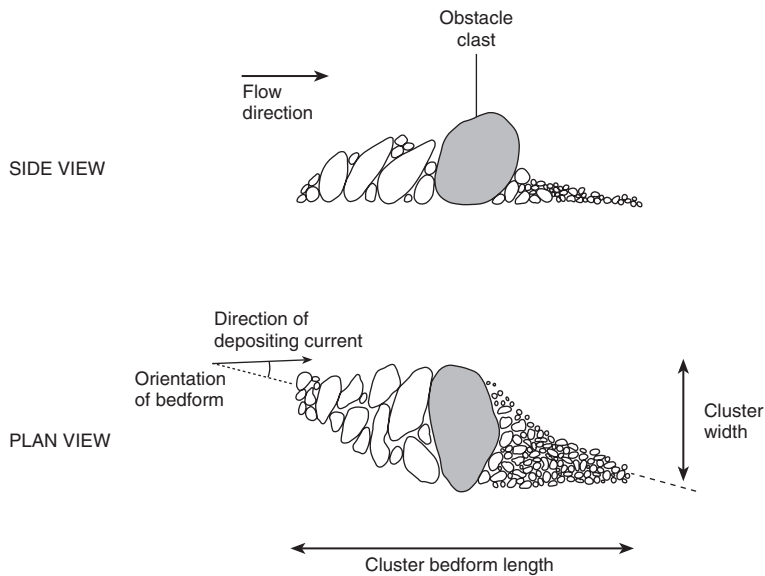 Obstacle
clast
Flow
direction
SIDE VIEW
Direction of
depositing current
Orientation
of bedform
PLAN VIEW
Cluster
width
Cluster bedform length